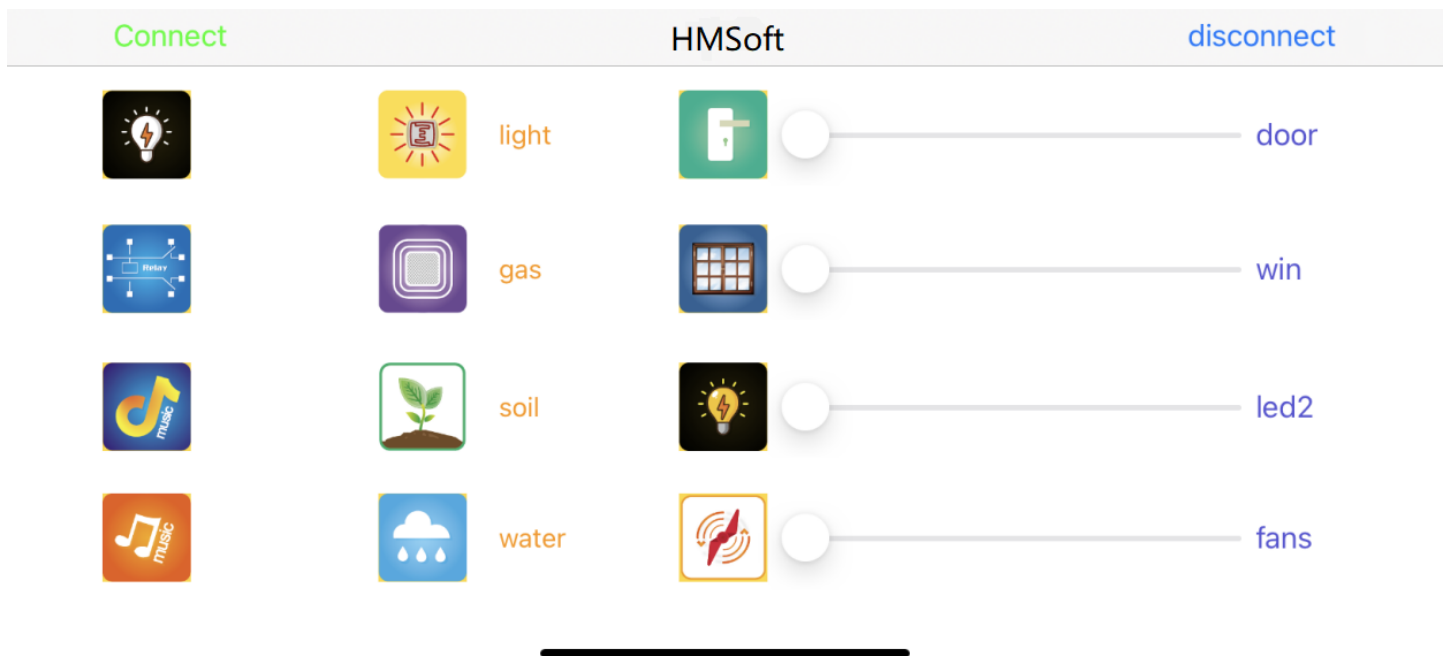 Connect HMSoft disconnect
light door
Relay gas win
music soil led2
music water fans